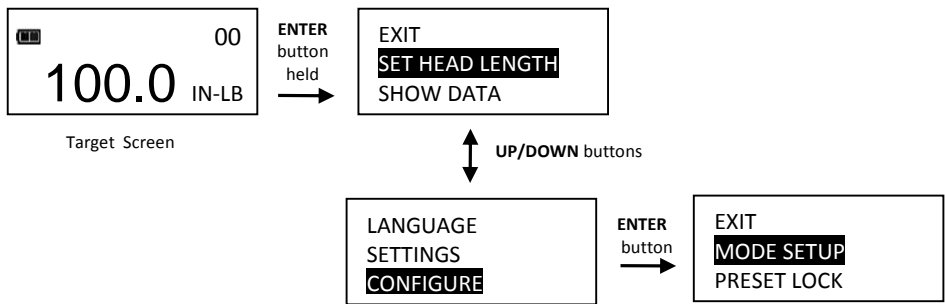 00
100.0 IN-LB
Target Screen
ENTER
button
held
EXIT
SET HEAD LENGTH
SHOW DATA
UP/DOWN buttons
LANGUAGE
SETTINGS
CONFIGURE
ENTER
button
EXIT
MODE SETUP
PRESET LOCK